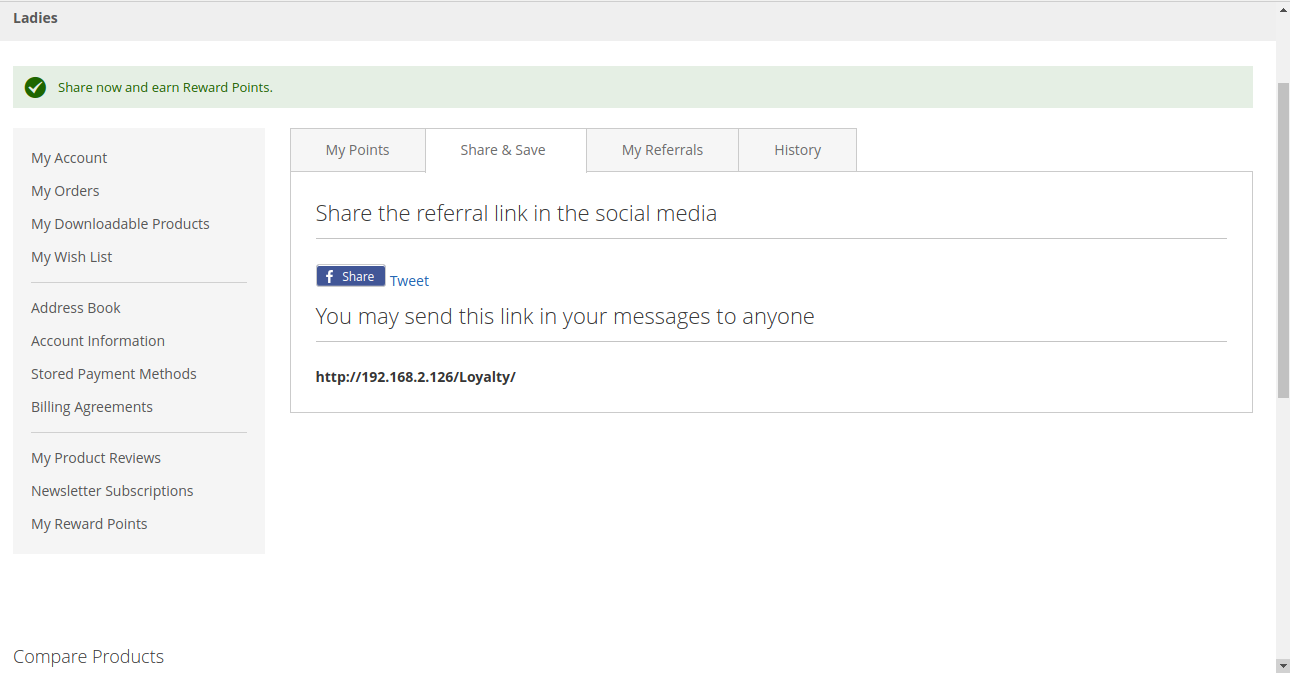 Ladies
Share now and earn Reward Points.
My Account
My Orders
My Downloadable Products
My Wish List
Address Book
Account Information
Stored Payment Methods
Billing Agreements
My Product Reviews
Newsletter Subscriptions
My Reward Points
My Points
Share & Save
My Referrals
History
Share the referral link in the social media
Share
Tweet
You may send this link in your messages to anyone
http://192.168.2.126/Loyalty/
Compare Products